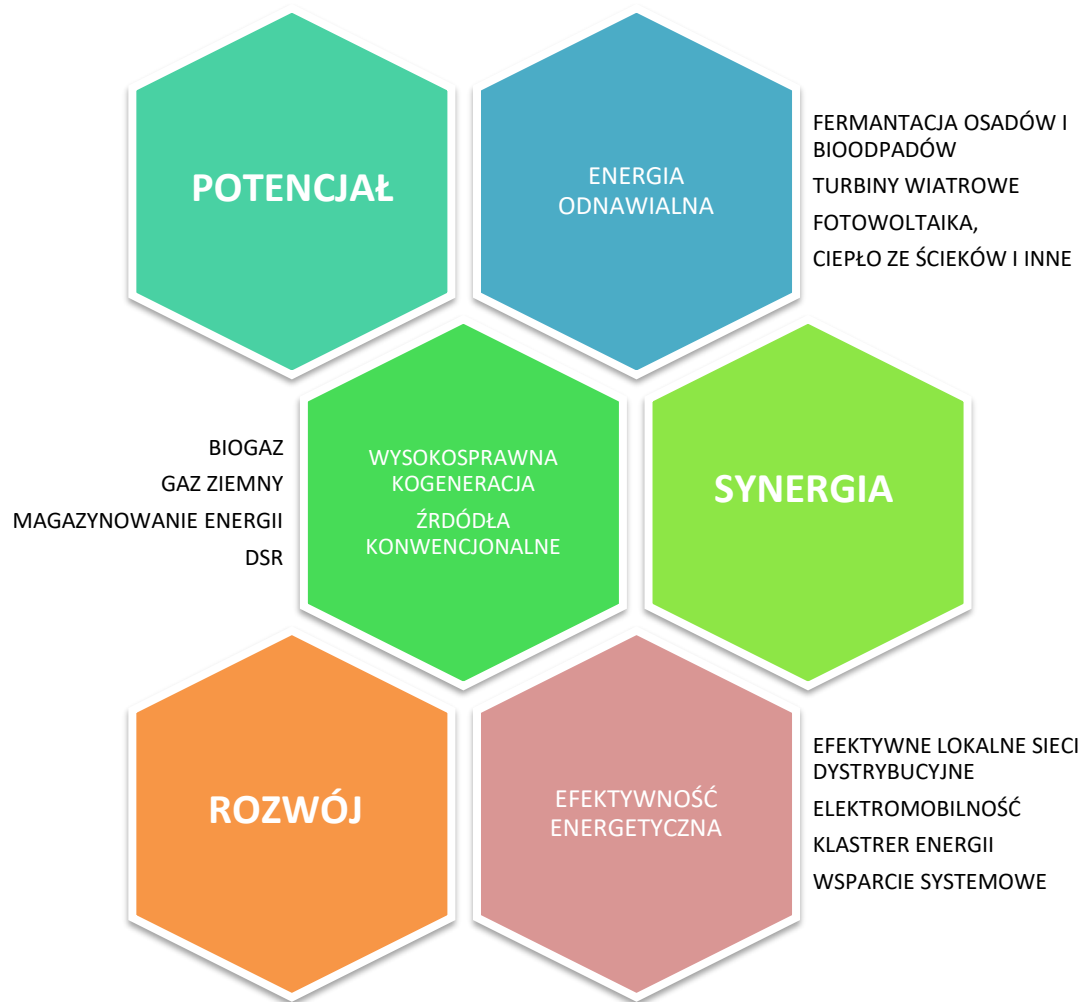 POTENCJAŁ
ENERGIA
ODNAWIALNA
FERMANTACJA OSADÓW I
BIOODPADÓW
TURBINY WIATROWE
FOTOWOLTAIKA,
CIEPŁO ZE ŚCIEKÓW I INNE
BIOGAZ
GAZ ZIEMNY
MAGAZYNOWANIE ENERGII
DSR
WYSOKOSPRAWNA
KOGENERACJA
ŹRDÓDŁA
KONWENCJONALNE
SYNERGIA
ROZWÓJ
EFEKTYWNOŚĆ
ENERGETYCZNA
EFEKTYWNE LOKALNE SIECI
DYSTRYBUCYJNE
ELEKTROMOBILNOŚĆ
KLASTRER ENERGII
WSPARCIE SYSTEMOWE